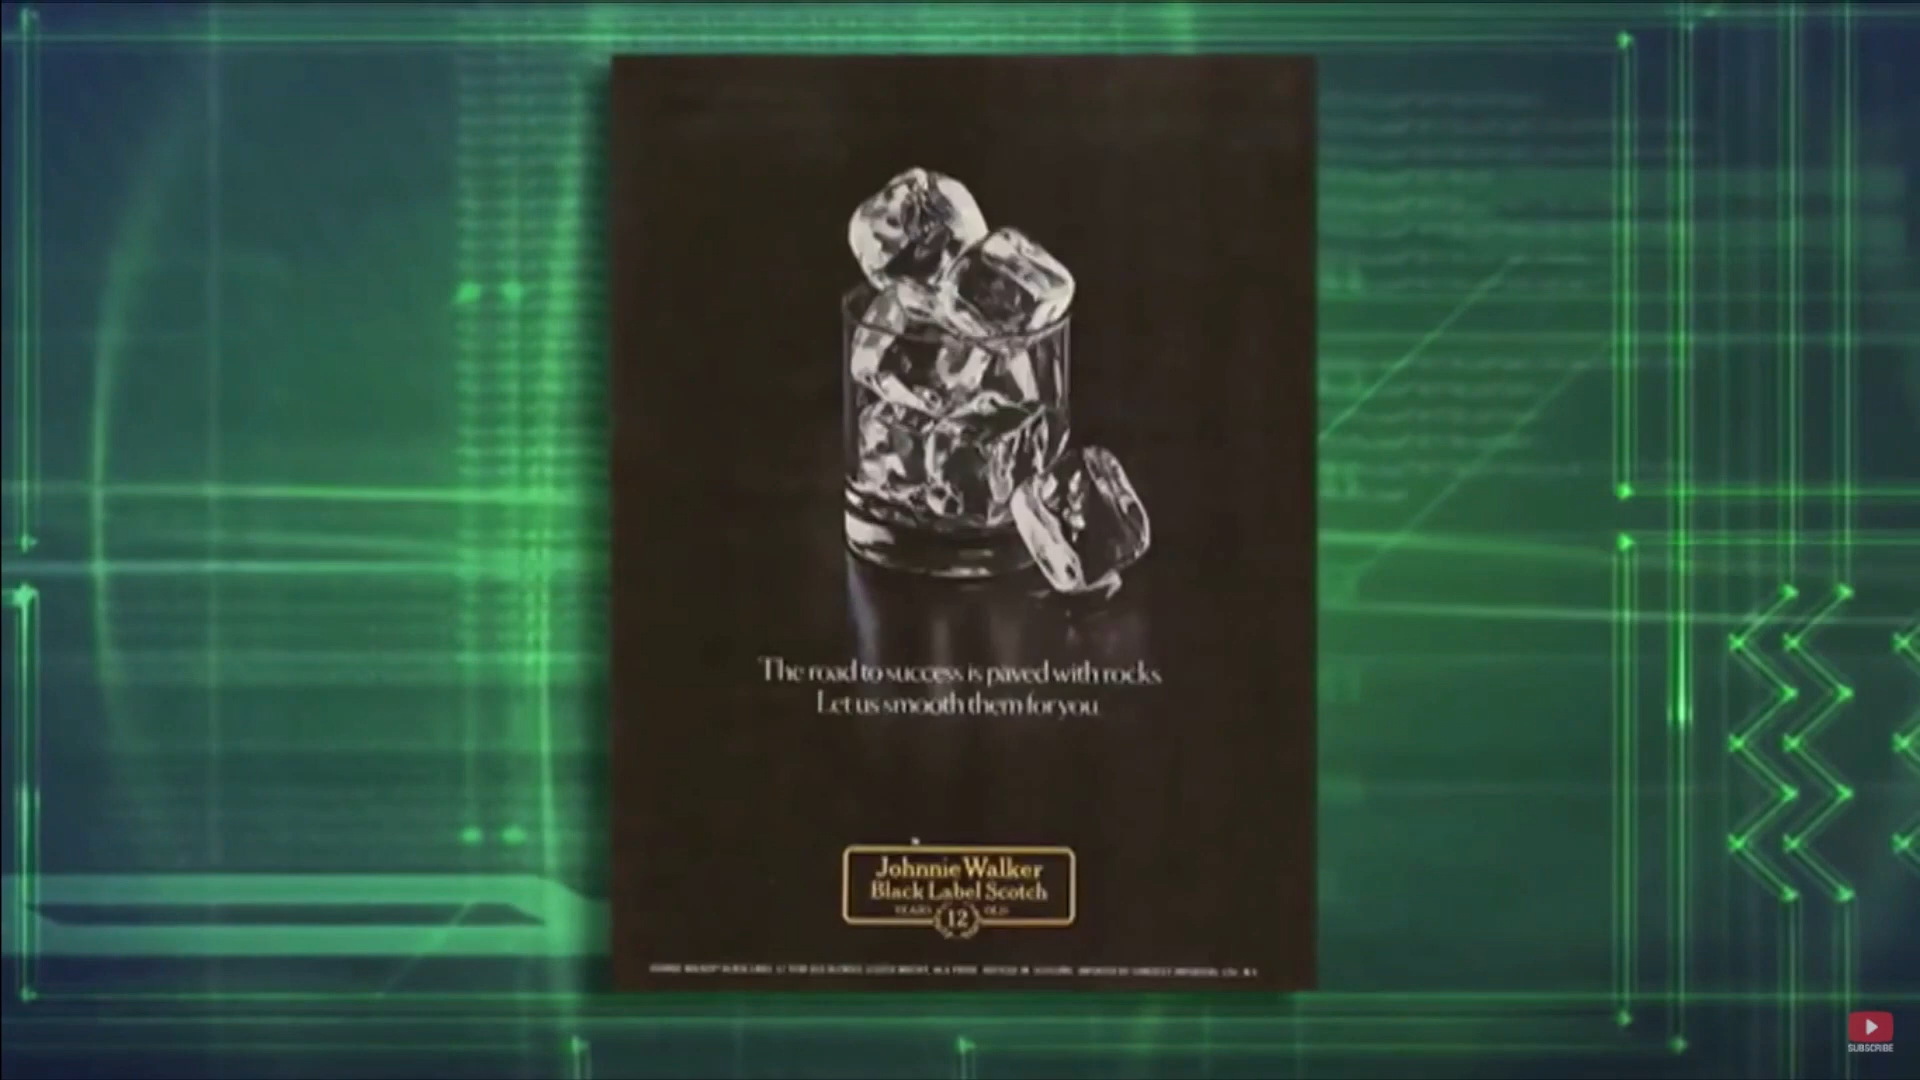 The road to success is paved with rocks.
Let us smooth them for you.
Johnnie Walker
Black Label Scotch
YEARS 12 OLD
SUBSCRIBE